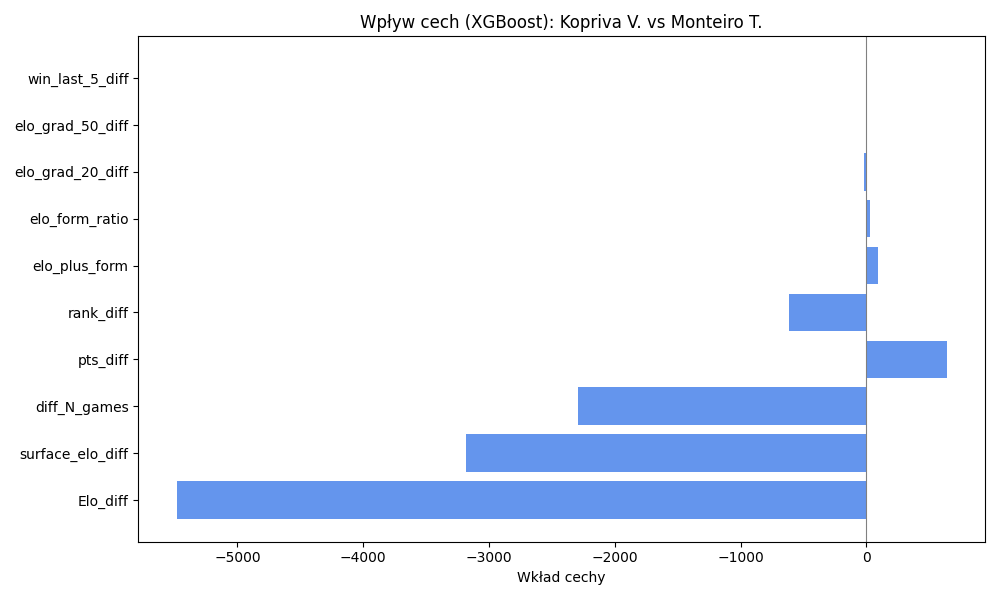 Wpływ cech (XGBoost): Kopriva V. vs Monteiro T.
win_last_5_diff
elo_grad_50_diff
elo_grad_20_diff
elo_form_ratio
elo_plus_form
rank_diff
pts_diff
diff_N_games
surface_elo_diff
Elo_diff
−5000 −4000 −3000 −2000 −1000 0
Wkład cechy